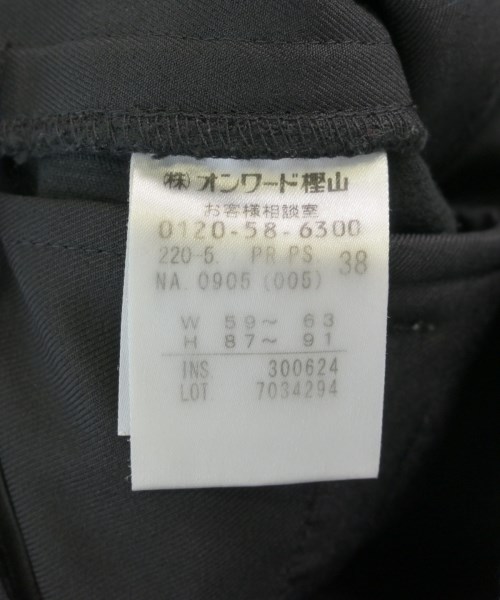 ㈱オンワード樫山
お客様相談室
0120-58-6300
220-5. PR PS 38
NA. 0905 (005)
W 59～ 63
H 87～ 91
INS 300624
LOT 7034294